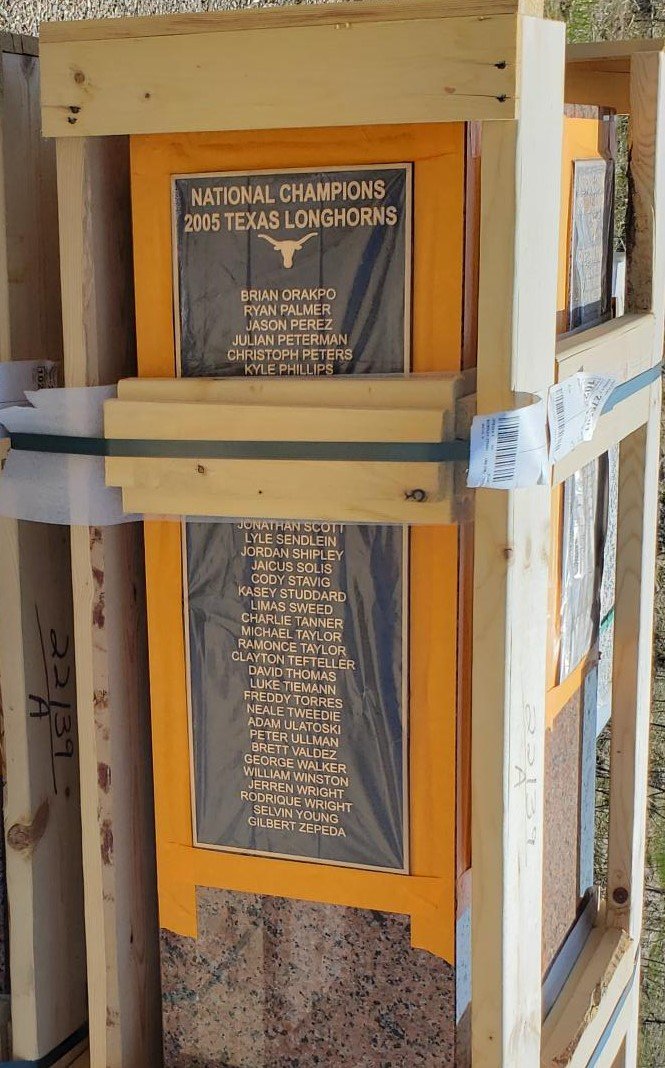 NATIONAL CHAMPIONS
2005 TEXAS LONGHORNS
BRIAN ORAKPO
RYAN PALMER
JASON PEREZ
JULIAN PETERMAN
CHRISTOPH PETERS
KYLE PHILLIPS
JONATHAN SCOTT
LYLE SENDLEIN
JORDAN SHIPLEY
JAICUS SOLIS
CODY STAVIG
KASEY STUDDARD
LIMAS SWEED
CHARLIE TANNER
MICHAEL TAYLOR
RAMONCE TAYLOR
CLAYTON TEFTELLER
DAVID THOMAS
LUKE TIEMANN
FREDDY TORRES
NEALE TWEEDIE
ADAM ULATOSKI
PETER ULLMAN
BRETT VALDEZ
GEORGE WALKER
WILLIAM WINSTON
JERREN WRIGHT
RODRIQUE WRIGHT
SELVIN YOUNG
GILBERT ZEPEDA
22139
A
22139
A